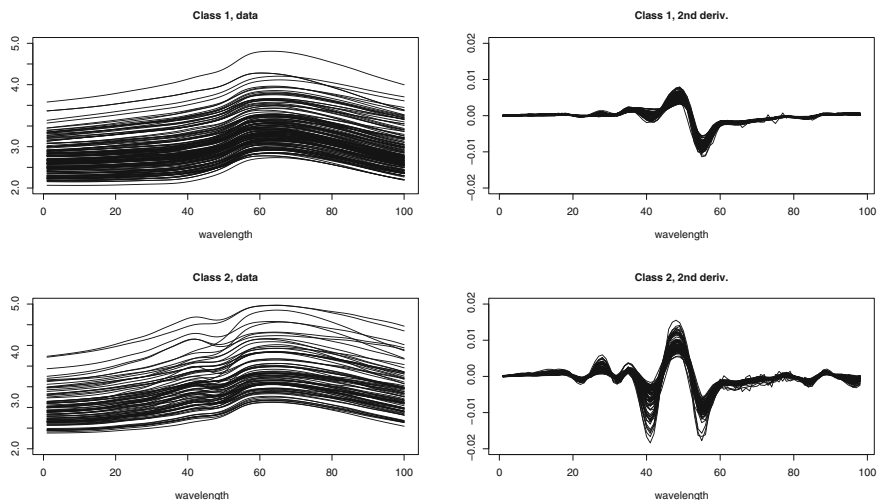 Class 1, data
5.0
4.0
3.0
2.0
0 20 40 60 80 100
wavelength
Class 1, 2nd deriv.
0.02
0.01
0.00
−0.01
−0.02
0 20 40 60 80 100
wavelength
Class 2, data
5.0
4.0
3.0
2.0
0 20 40 60 80 100
wavelength
Class 2, 2nd deriv.
0.02
0.01
0.00
−0.01
−0.02
0 20 40 60 80 100
wavelength